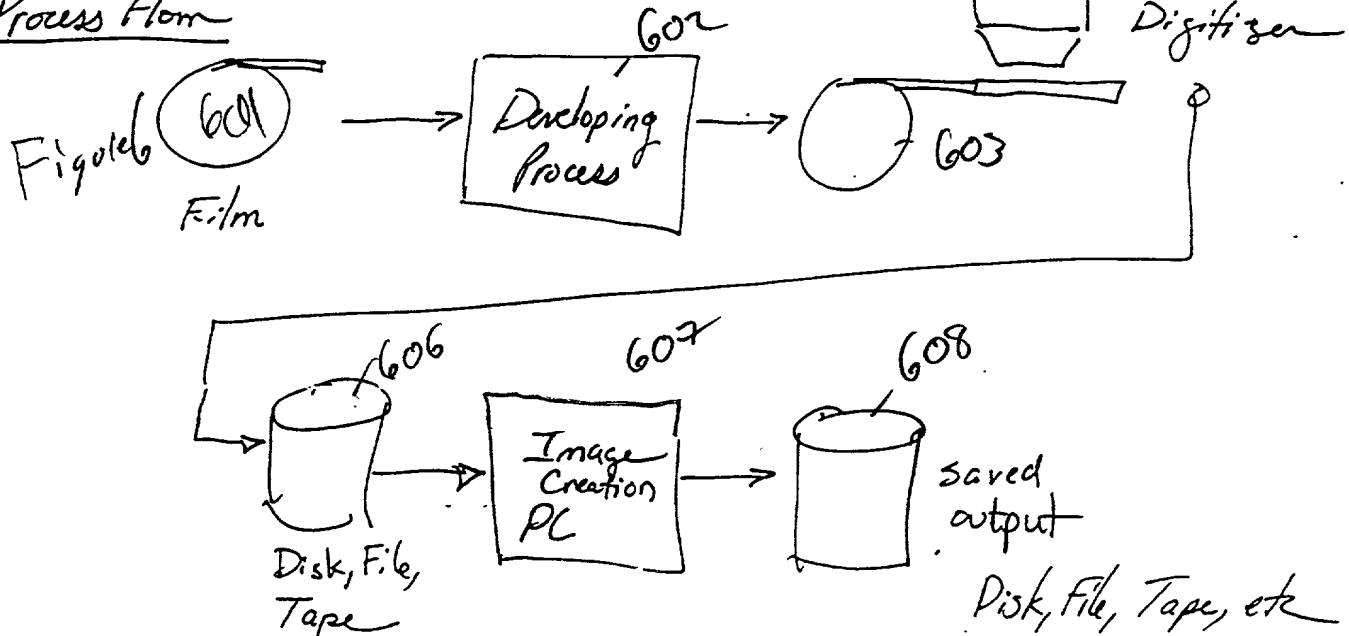 Process Flow
Digitizer
602
Figure 6
601
Developing
Process
603
Film
606
607
608
Image
Creation
PC
saved
output
Disk, File,
Tape
Disk, File, Tape, etc